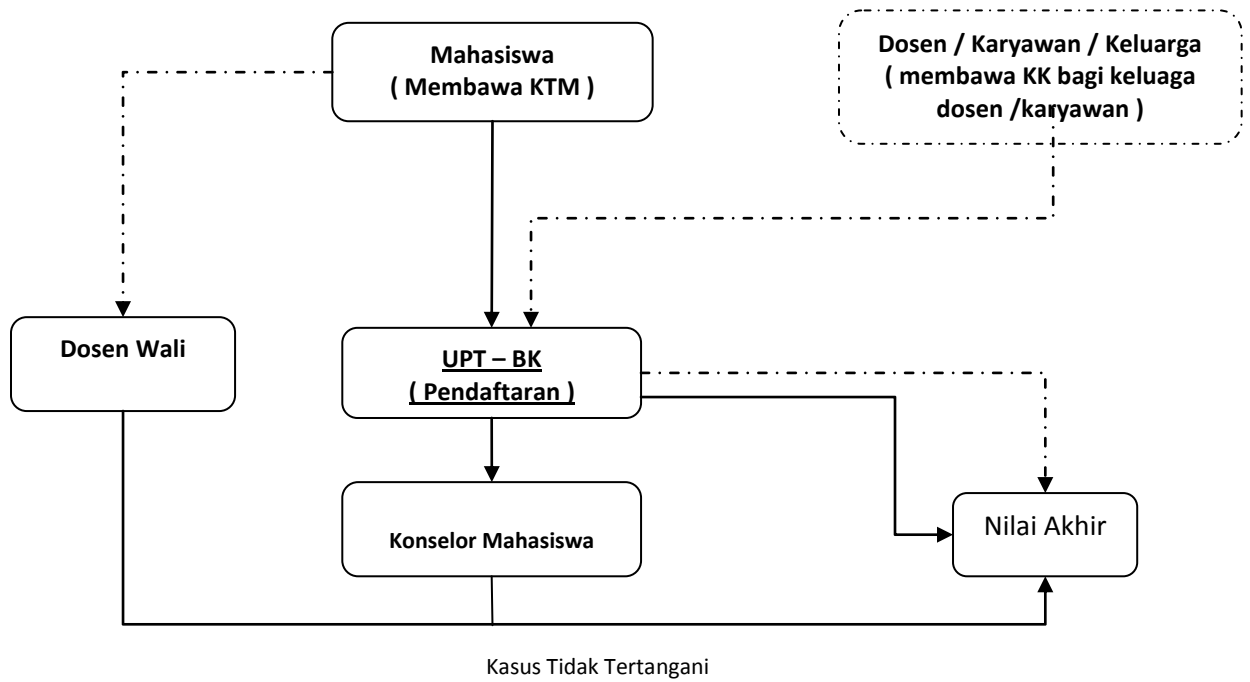 Mahasiswa
( Membawa KTM )
Dosen / Karyawan / Keluarga
( membawa KK bagi keluaga
dosen /karyawan )
Dosen Wali
UPT – BK
( Pendaftaran )
Konselor Mahasiswa
Nilai Akhir
Kasus Tidak Tertangani